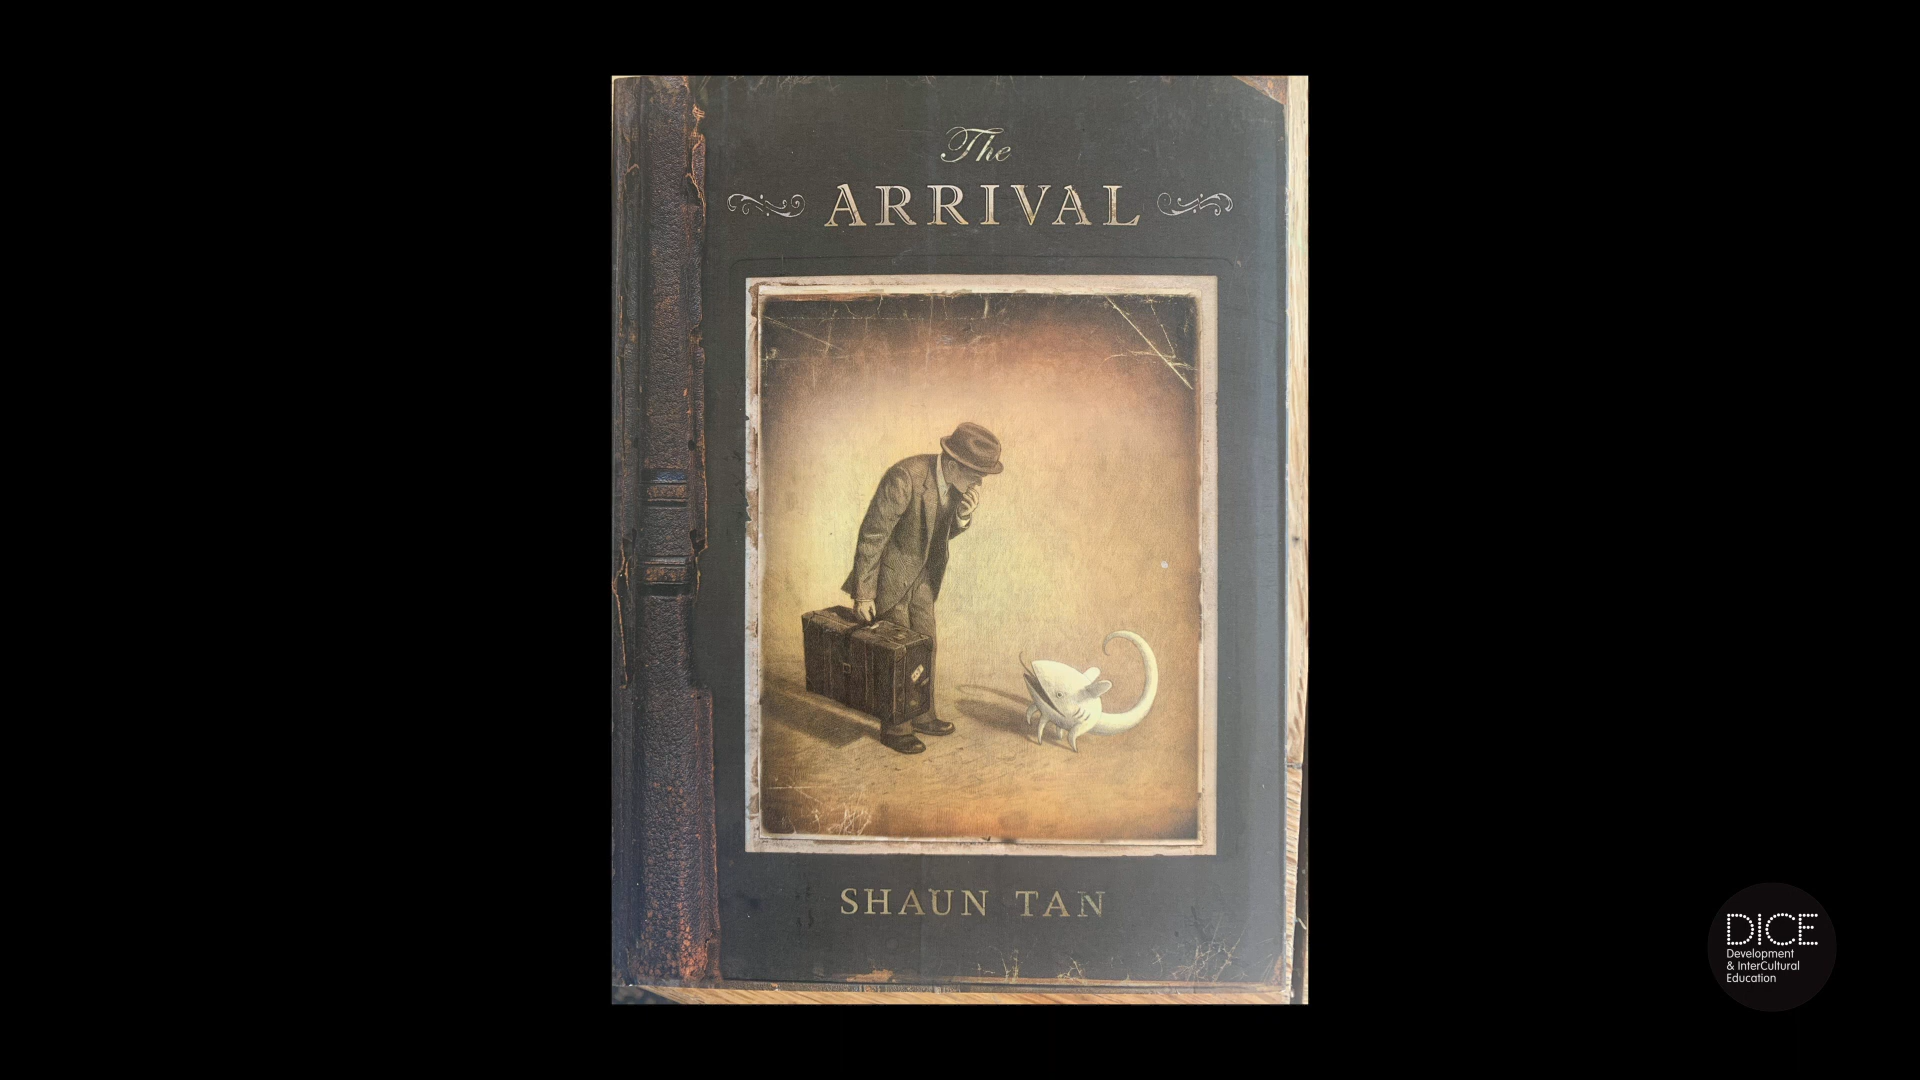 The
ARRIVAL
SHAUN TAN
DICE
Development
& InterCultural
Education